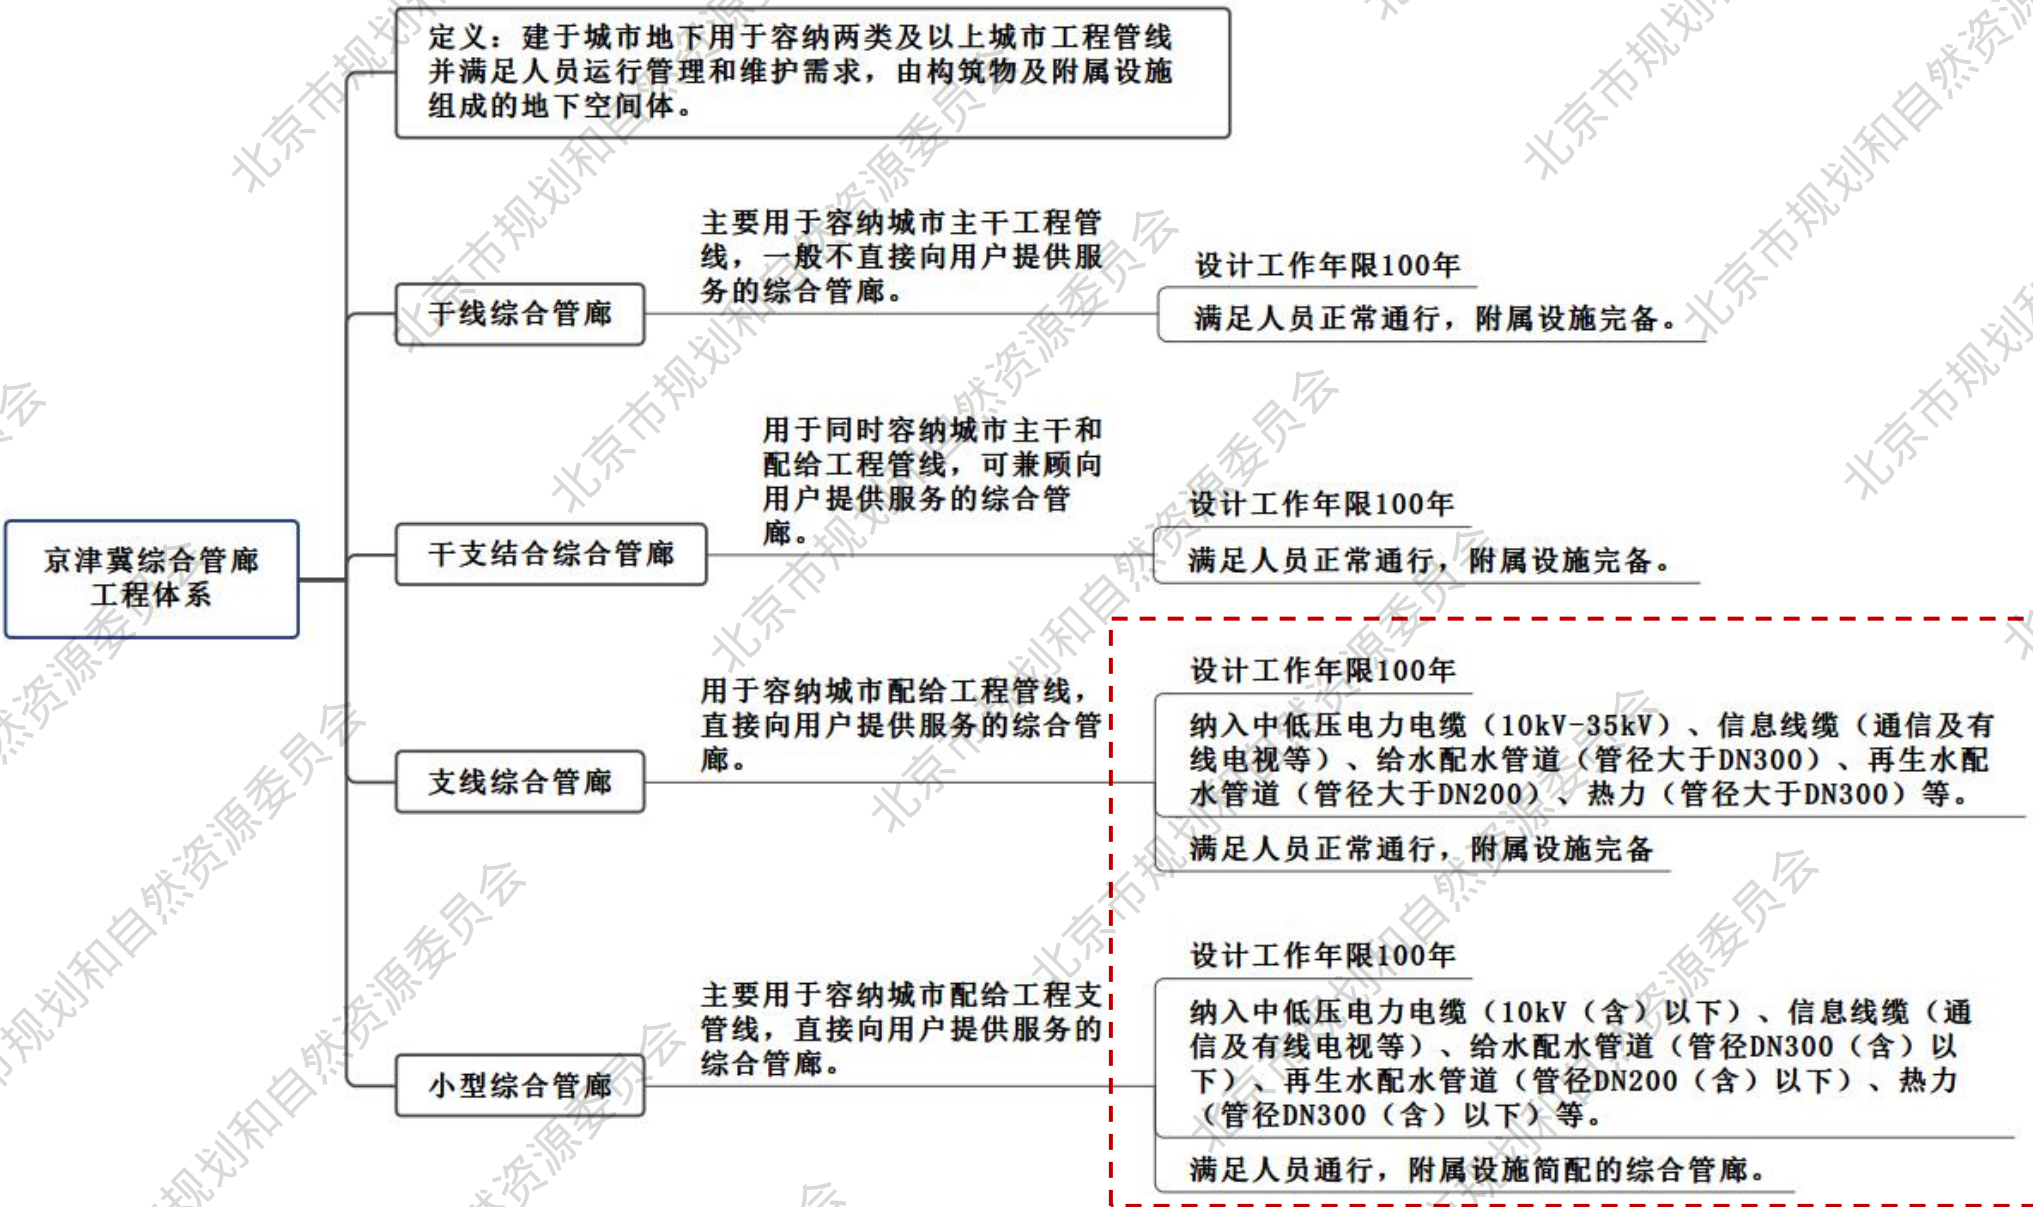 定义：建于城市地下用于容纳两类及以上城市工程管线
并满足人员运行管理和维护需求，由构筑物及附属设施
组成的地下空间体。
京津冀综合管廊
工程体系
干线综合管廊
主要用于容纳城市主干工程管
线，一般不直接向用户提供服
务的综合管廊。
设计工作年限100年
满足人员正常通行，附属设施完备。
干支结合综合管廊
用于同时容纳城市主干和
配给工程管线，可兼顾向
用户提供服务的综合管
廊。
设计工作年限100年
满足人员正常通行，附属设施完备。
支线综合管廊
用于容纳城市配给工程管线，
直接向用户提供服务的综合管
廊。
设计工作年限100年
纳入中低压电力电缆（10kV-35kV）、信息线缆（通信及有
线电视等）、给水配水管道（管径大于DN300）、再生水配
水管道（管径大于DN200）、热力（管径大于DN300）等。
满足人员正常通行，附属设施完备
小型综合管廊
主要用于容纳城市配给工程支
管线，直接向用户提供服务的
综合管廊。
设计工作年限100年
纳入中低压电力电缆（10kV（含）以下）、信息线缆（通
信及有线电视等）、给水配水管道（管径DN300（含）以
下）、再生水配水管道（管径DN200（含）以下）、热力
（管径DN300（含）以下）等。
满足人员通行，附属设施简配的综合管廊。
北京市规划和自然资源委员会